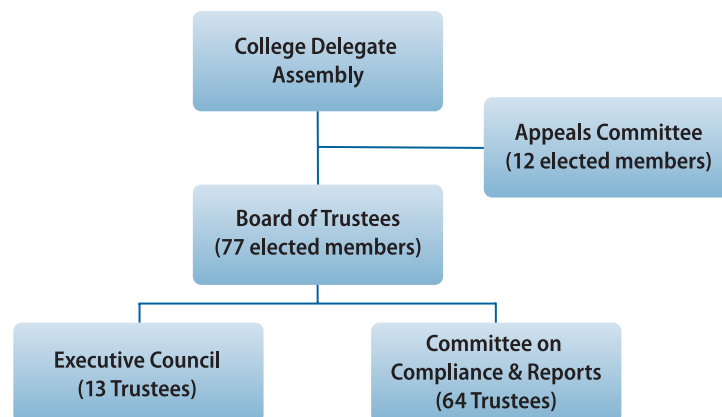 College Delegate
Assembly
Appeals Committee
(12 elected members)
Board of Trustees
(77 elected members)
Executive Council
(13 Trustees)
Committee on
Compliance & Reports
(64 Trustees)